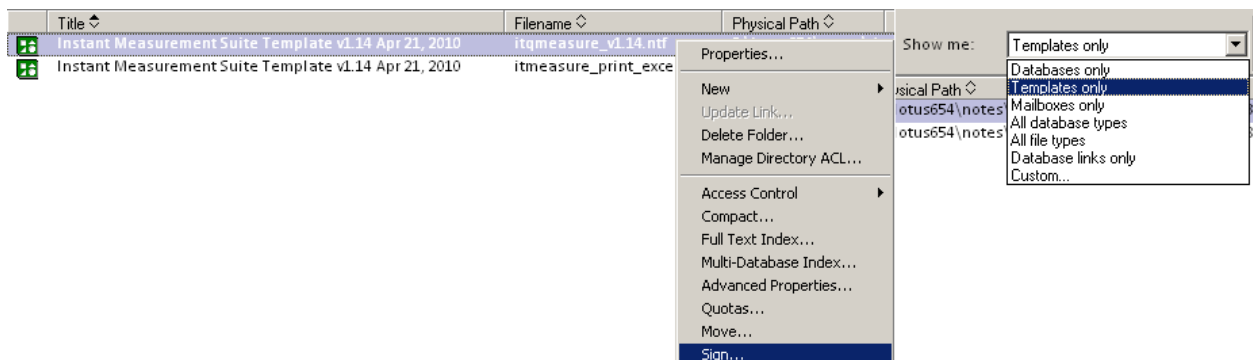 Title Filename Physical Path
Instant Measurement Suite Template v1.14 Apr 21, 2010 itqmeasure_v1.14.ntf
Instant Measurement Suite Template v1.14 Apr 21, 2010 itmeasure_print_exce
Properties...
New
Update Link...
Delete Folder...
Manage Directory ACL...
Access Control
Compact...
Full Text Index...
Multi-Database Index...
Advanced Properties...
Quotas...
Move...
Sign...
Show me: Templates only
Databases only
Templates only
Mailboxes only
All database types
All file types
Database links only
Custom...
sical Path
otus654\notes\
otus654\notes\